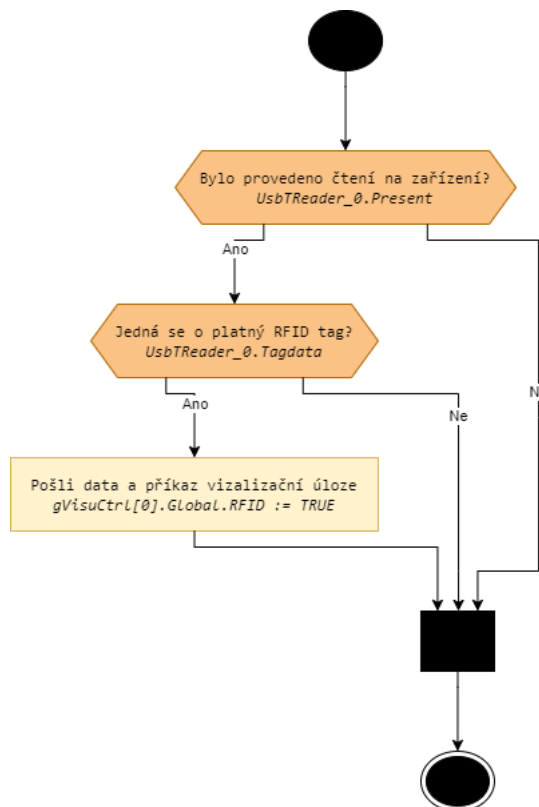 Bylo provedeno čtení na zařízení?
UsbTReader_0.Present
Ano
Jedná se o platný RFID tag?
UsbTReader_0.Tagdata
Ano
Ne
Pošli data a příkaz vizalizační úloze
gVisuCtrl[0].Global.RFID := TRUE